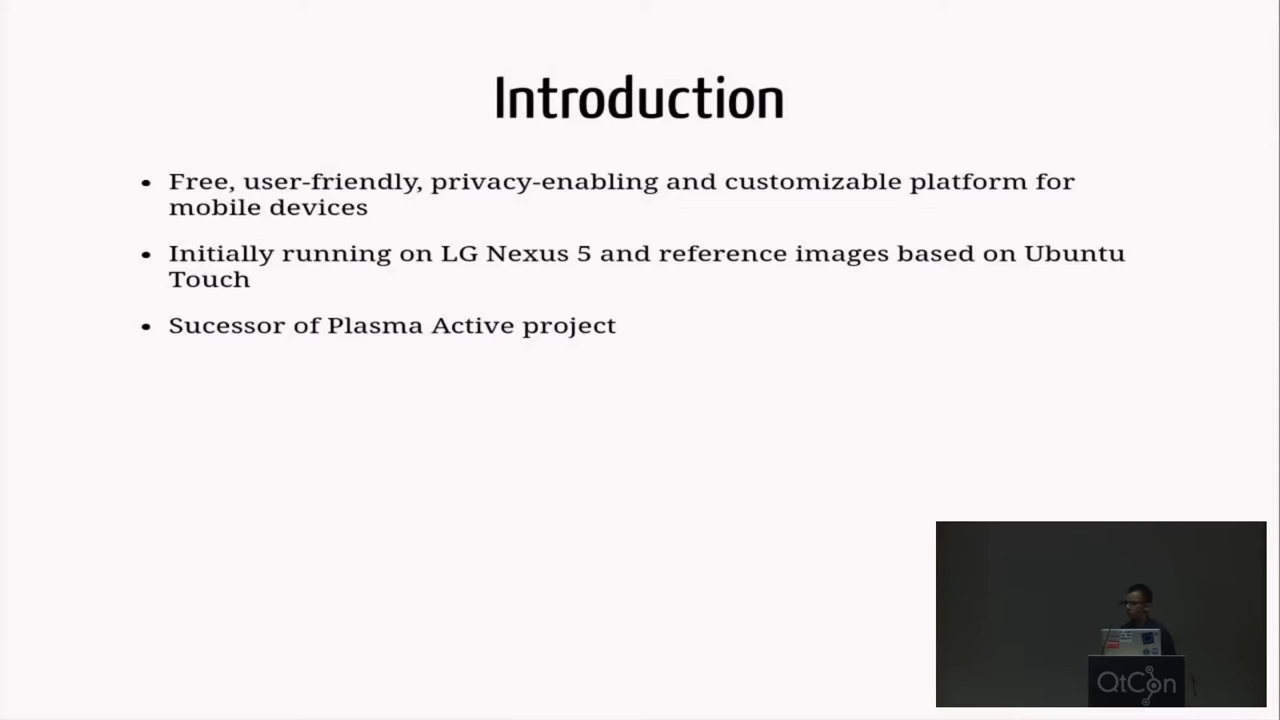 Introduction
• Free, user-friendly, privacy-enabling and customizable platform for
mobile devices
• Initially running on LG Nexus 5 and reference images based on Ubuntu
Touch
• Sucessor of Plasma Active project
QtCon